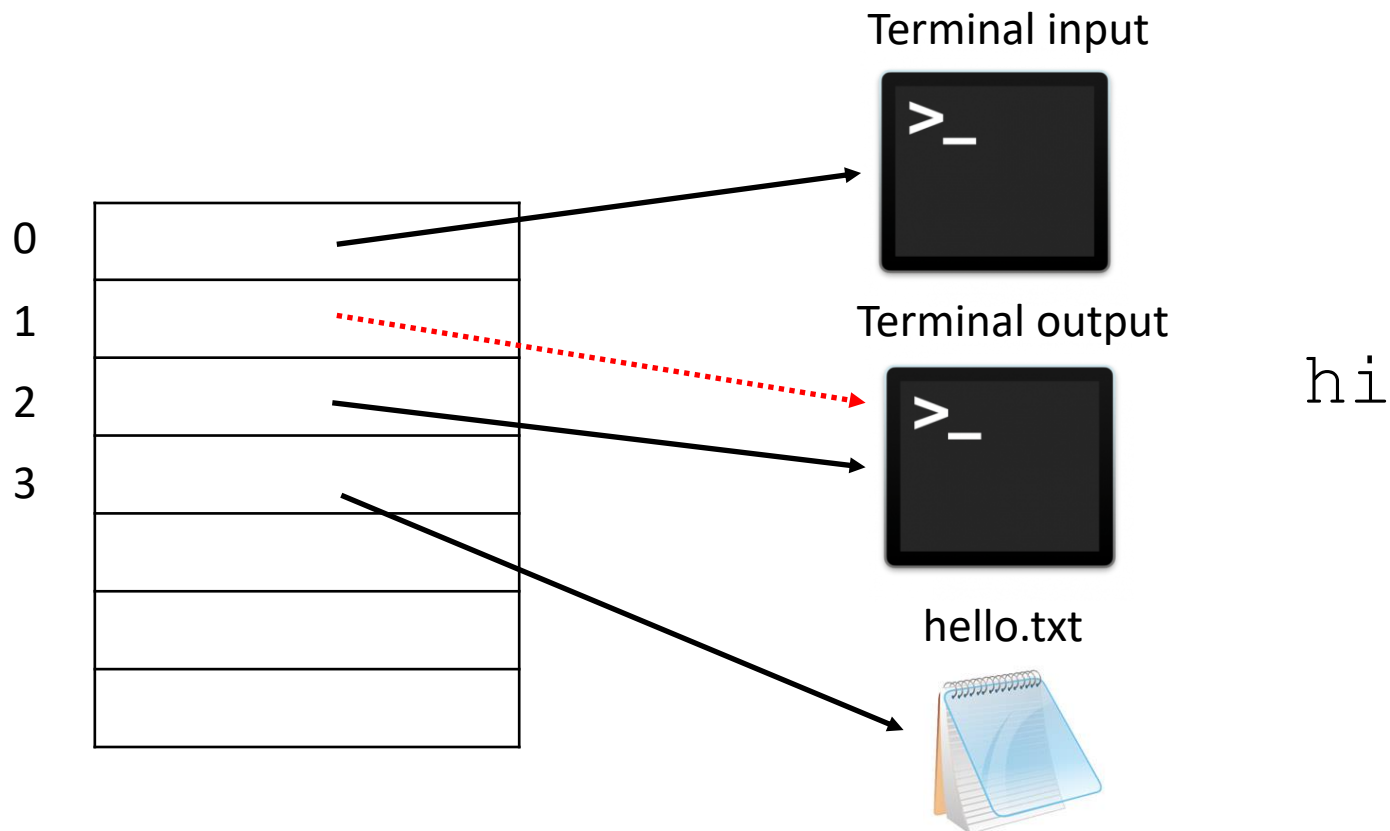 Terminal input
>_
0
1
Terminal output
2
>_
hi
3
hello.txt